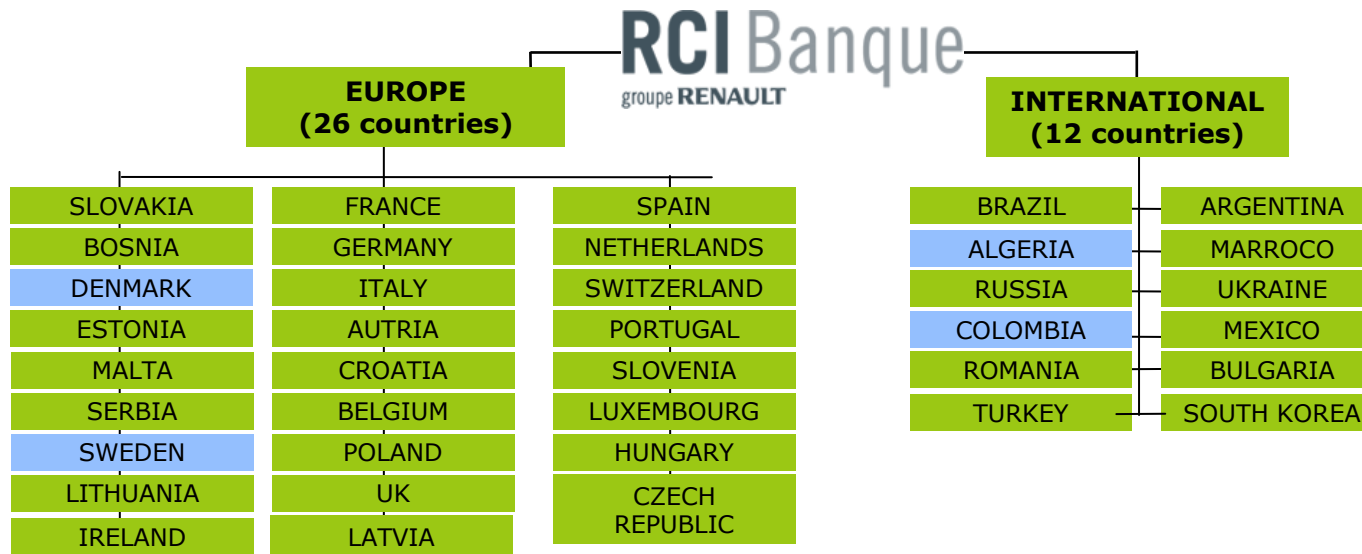 RCI Banque
groupe RENAULT
EUROPE
(26 countries)
INTERNATIONAL
(12 countries)
SLOVAKIA
BOSNIA
DENMARK
ESTONIA
MALTA
SERBIA
SWEDEN
LITHUANIA
IRELAND
FRANCE
GERMANY
ITALY
AUTRIA
CROATIA
BELGIUM
POLAND
UK
LATVIA
SPAIN
NETHERLANDS
SWITZERLAND
PORTUGAL
SLOVENIA
LUXEMBOURG
HUNGARY
CZECH
REPUBLIC
BRAZIL
ALGERIA
RUSSIA
COLOMBIA
ROMANIA
TURKEY
ARGENTINA
MARROCO
UKRAINE
MEXICO
BULGARIA
SOUTH KOREA